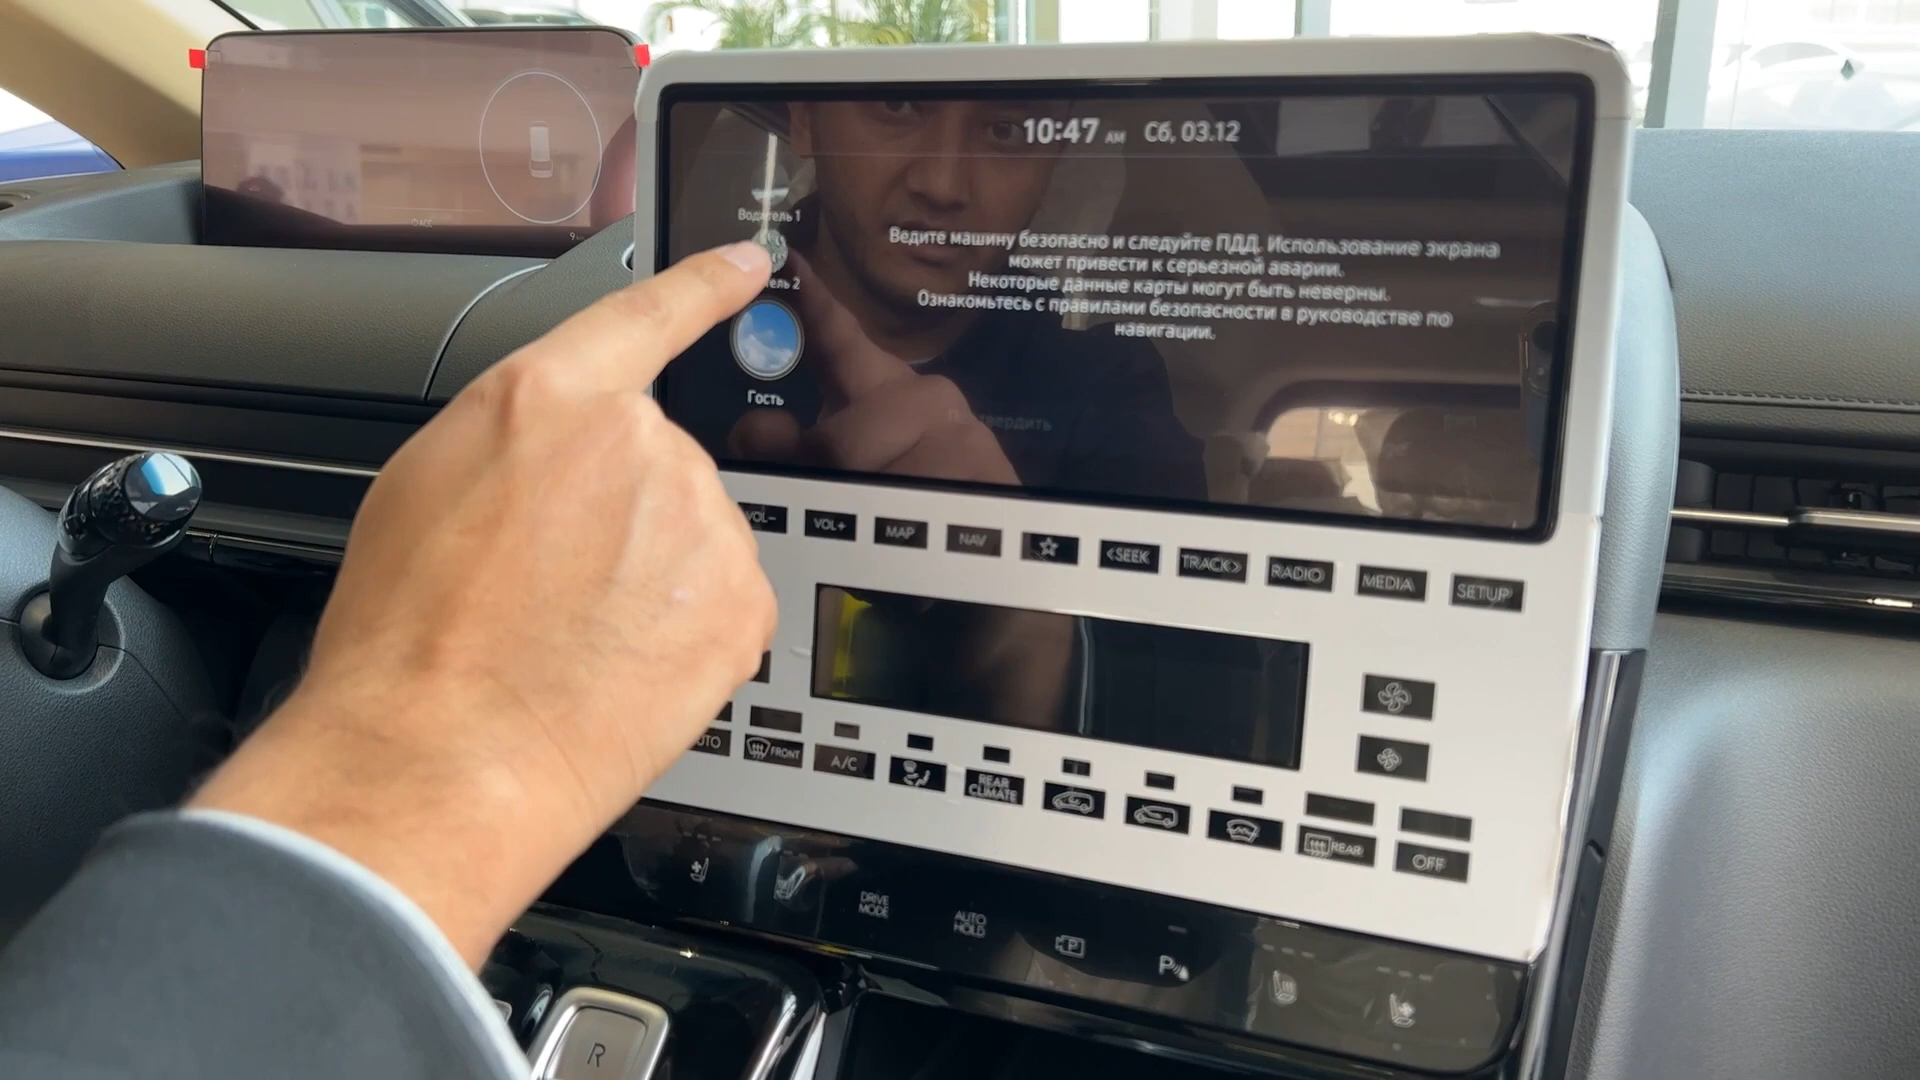 10:47 AM Сб, 03.12
Водитель 1
тель 2
Гость
Ведите машину безопасно и следуйте ПДД. Использование экрана
может привести к серьезной аварии.
Некоторые данные карты могут быть неверны.
Ознакомьтесь с правилами безопасности в руководстве по
навигации.
VOL- VOL+ MAP NAV <SEEK TRACK> RADIO MEDIA SETUP
FRONT A/C REAR CLIMATE REAR OFF
DRIVE MODE AUTO HOLD P P
R